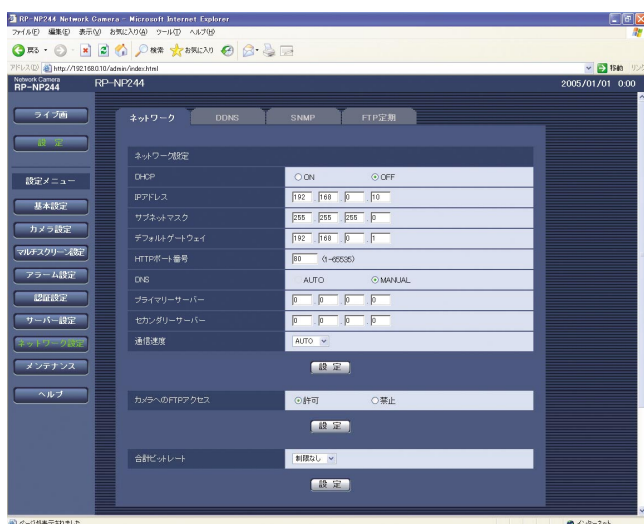 RP-NP244 Network Camera - Microsoft Internet Explorer
ファイル(F) 編集(E) 表示(V) お気に入り(A) ツール(T) ヘルプ(H)
戻る 検索 お気に入り
アドレス(D) http://192.168.0.10/admin/index.html 移動 リンク
Network Camera
RP-NP244 RP-NP244 2005/01/01 0:00
ライブ画
設 定
設定メニュー
基本設定
カメラ設定
マルチスクリーン設定
アラーム設定
認証設定
サーバー設定
ネットワーク設定
メンテナンス
ヘルプ
ネットワーク DDNS SNMP FTP定期
ネットワーク設定
DHCP ON OFF
IPアドレス 192 . 168 . 0 . 10
サブネットマスク 255 . 255 . 255 . 0
デフォルトゲートウェイ 192 . 168 . 0 . 1
HTTPポート番号 80 (1-65535)
DNS AUTO MANUAL
プライマリーサーバー 0 . 0 . 0 . 0
セカンダリーサーバー 0 . 0 . 0 . 0
通信速度 AUTO
設 定
カメラへのFTPアクセス 許可 禁止
設 定
合計ビットレート 制限なし
設 定
ページが表示されました インターネット